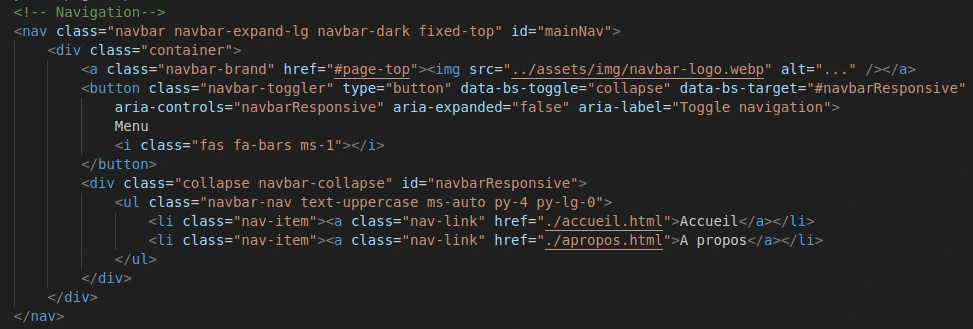 <!-- Navigation-->
<nav class="navbar navbar-expand-lg navbar-dark fixed-top" id="mainNav">
<div class="container">
<a class="navbar-brand" href="#page-top"><img src="../assets/img/navbar-logo.webp" alt="..." /></a>
<button class="navbar-toggler" type="button" data-bs-toggle="collapse" data-bs-target="#navbarResponsive"
aria-controls="navbarResponsive" aria-expanded="false" aria-label="Toggle navigation">
Menu
<i class="fas fa-bars ms-1"></i>
</button>
<div class="collapse navbar-collapse" id="navbarResponsive">
<ul class="navbar-nav text-uppercase ms-auto py-4 py-lg-0">
<li class="nav-item"><a class="nav-link" href="./accueil.html">Accueil</a></li>
<li class="nav-item"><a class="nav-link" href="./apropos.html">A propos</a></li>
</ul>
</div>
</div>
</nav>